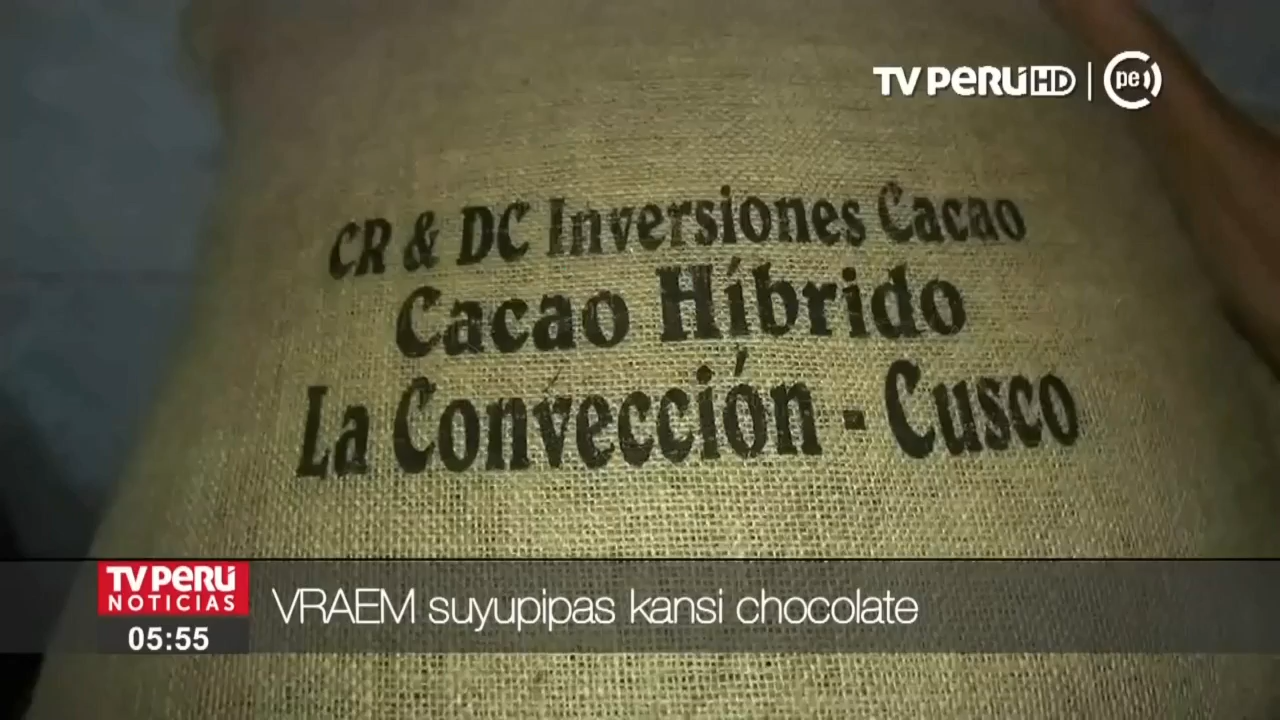 TV PERÚ HD | pe
CR & DC Inversiones Cacao
Cacao Híbrido
La Convección - Cusco
TV PERÚ
NOTICIAS
05:55
VRAEM suyupipas kansi chocolate